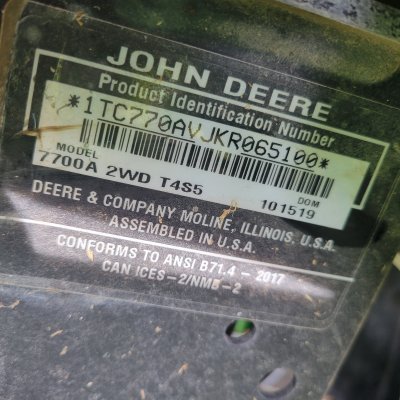 JOHN DEERE
Product Identification Number
*1TC770AVJKR065100*
MODEL
DOM
7700A 2WD T4S5
101519
DEERE & COMPANY MOLINE, ILLINOIS, U.S.A.
ASSEMBLED IN U.S.A.
CONFORMS TO ANSI B71.4 - 2017
CAN ICES-2/NMB-2